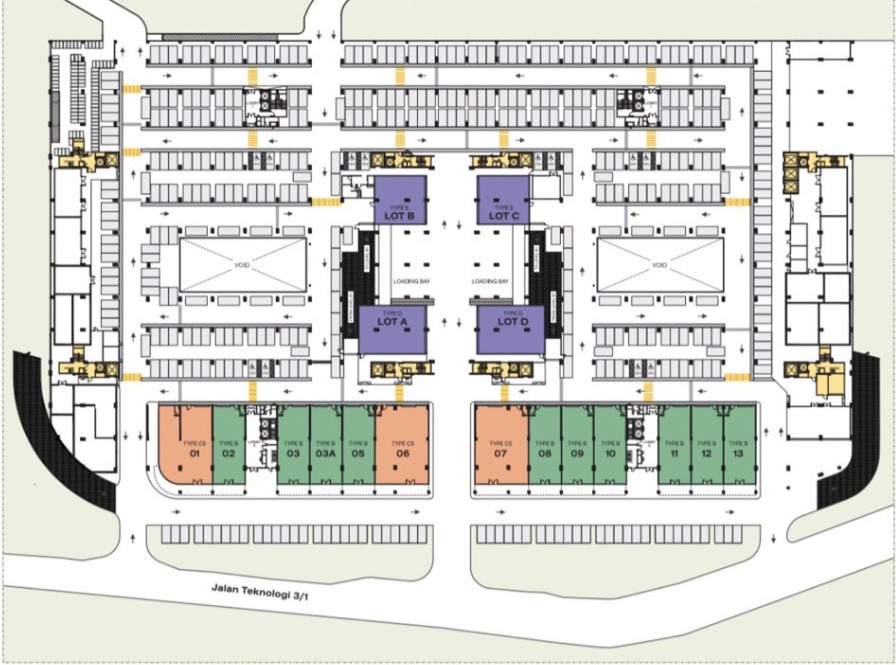 TYPE E
LOT B
TYPE E
LOT C
VOID
LOADING BAY
LOADING BAY
VOID
TYPE D
LOT A
TYPE D
LOT D
TYPE C5
01
TYPE B
02
TYPE B
03
TYPE B
03A
TYPE B
05
TYPE C5
06
TYPE C5
07
TYPE B
08
TYPE B
09
TYPE B
10
TYPE B
11
TYPE B
12
TYPE B
13
Jalan Teknologi 3/1